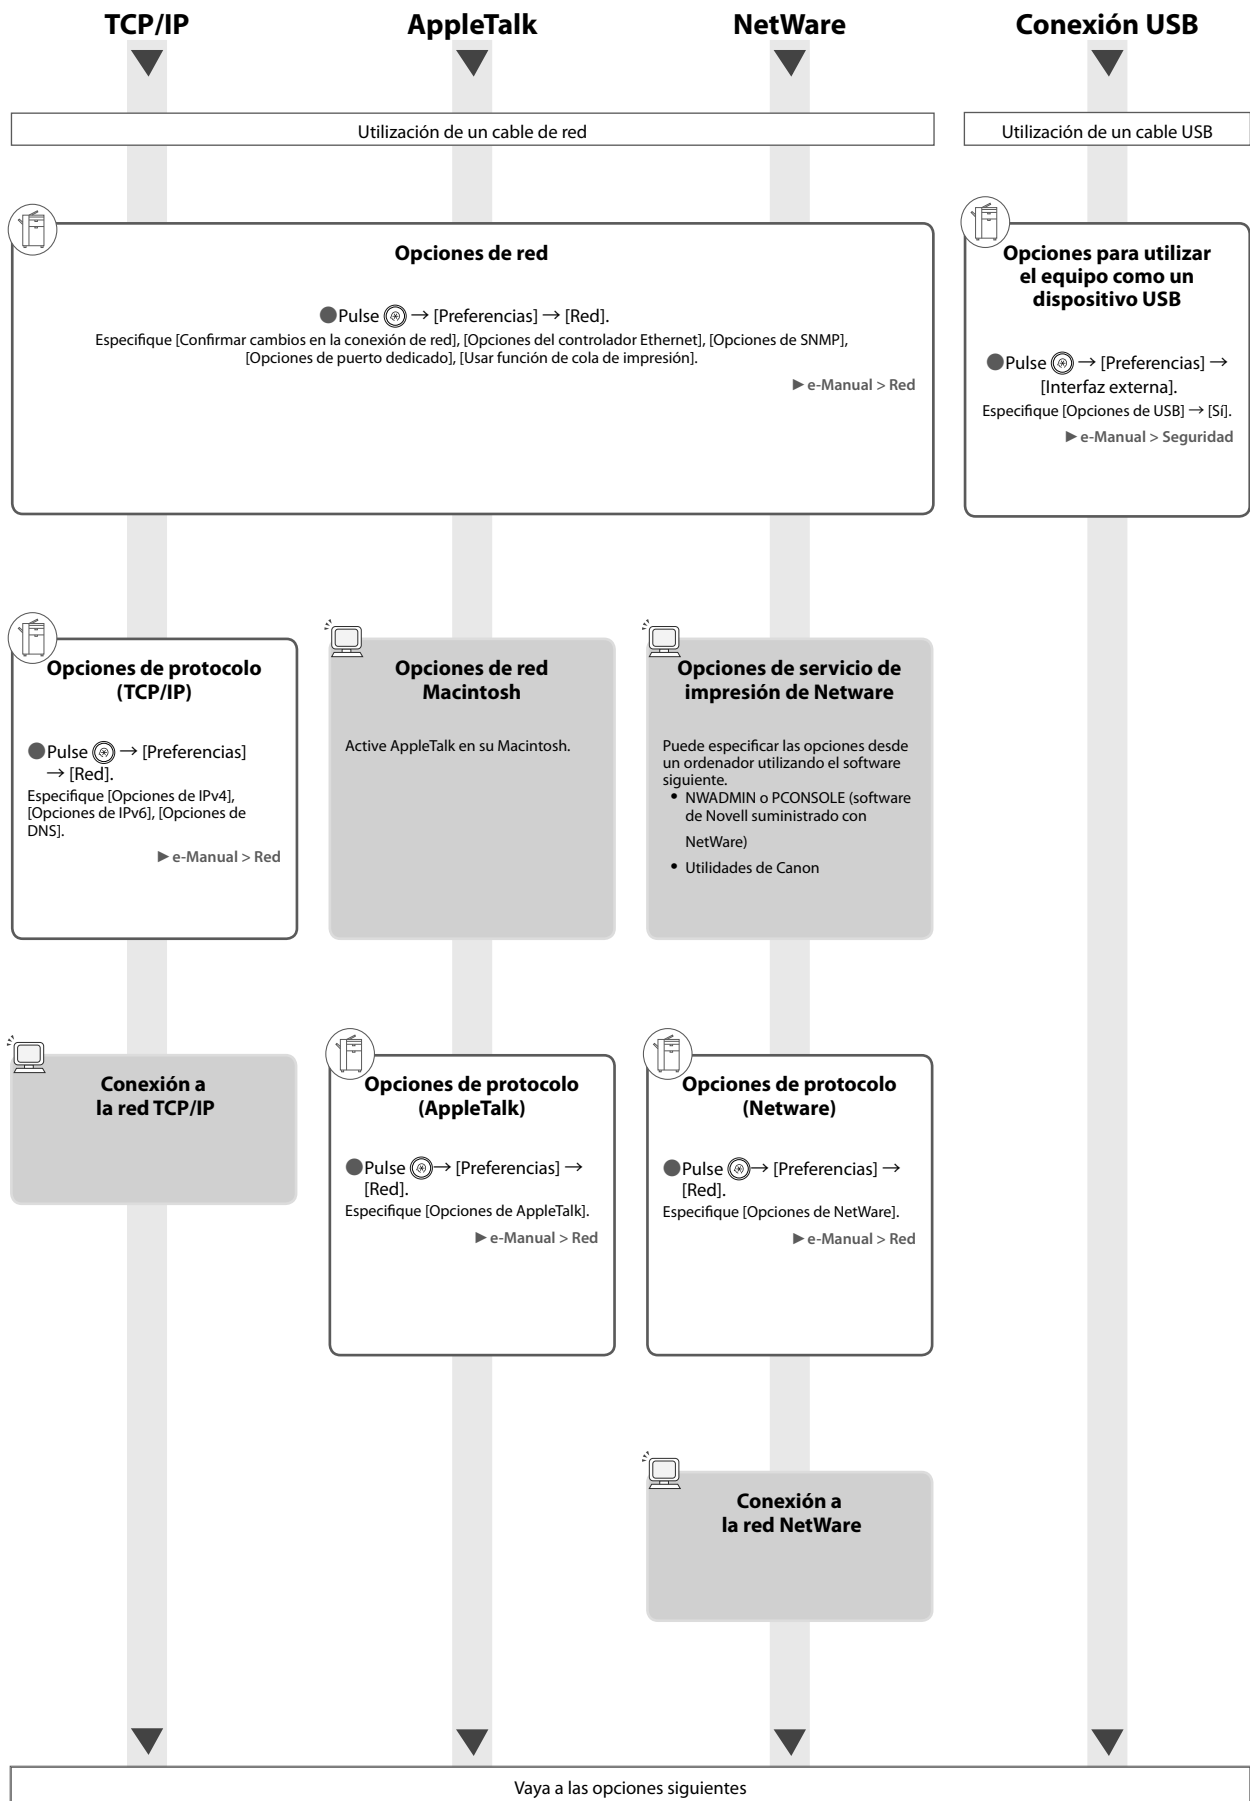 TCP/IP
AppleTalk
NetWare
Conexión USB
Utilización de un cable de red
Utilización de un cable USB
Opciones de red
●Pulse → [Preferencias] → [Red].
Especifique [Confirmar cambios en la conexión de red], [Opciones del controlador Ethernet], [Opciones de SNMP],
[Opciones de puerto dedicado], [Usar función de cola de impresión].
►e-Manual > Red
Opciones para utilizar
el equipo como un
dispositivo USB
●Pulse → [Preferencias] →
[Interfaz externa].
Especifique [Opciones de USB] → [Sí].
►e-Manual > Seguridad
Opciones de protocolo
(TCP/IP)
●Pulse → [Preferencias]
→ [Red].
Especifique [Opciones de IPv4],
[Opciones de IPv6], [Opciones de
DNS].
►e-Manual > Red
Opciones de red
Macintosh
Active AppleTalk en su Macintosh.
Opciones de servicio de
impresión de Netware
Puede especificar las opciones desde
un ordenador utilizando el software
siguiente.
• NWADMIN o PCONSOLE (software
de Novell suministrado con
NetWare)
• Utilidades de Canon
Conexión a
la red TCP/IP
Opciones de protocolo
(AppleTalk)
●Pulse → [Preferencias] →
[Red].
Especifique [Opciones de AppleTalk].
►e-Manual > Red
Opciones de protocolo
(Netware)
●Pulse → [Preferencias] →
[Red].
Especifique [Opciones de NetWare].
►e-Manual > Red
Conexión a
la red NetWare
Vaya a las opciones siguientes